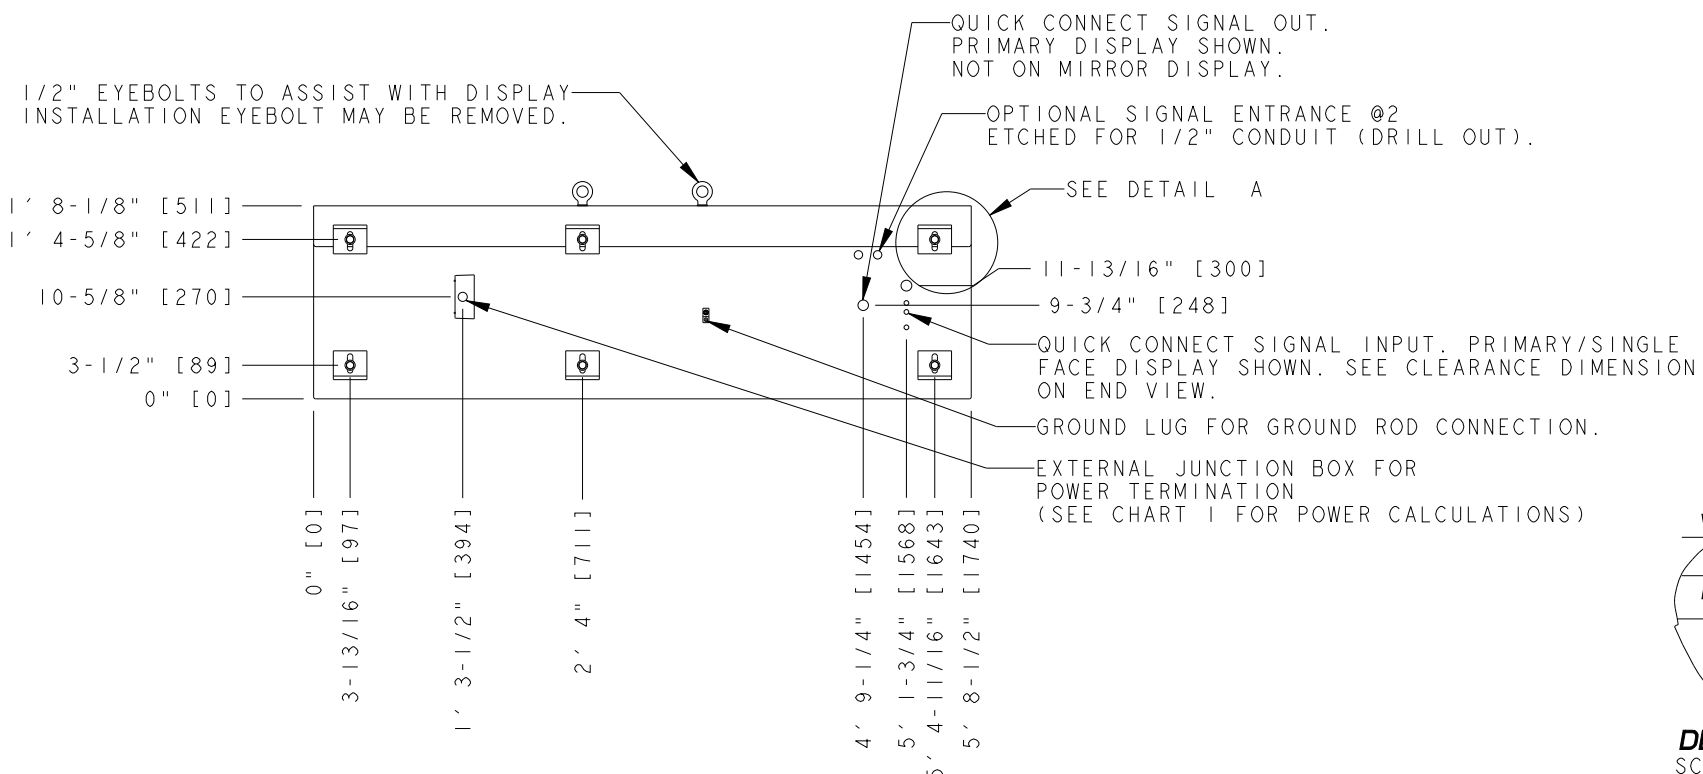 QUICK CONNECT SIGNAL OUT.
PRIMARY DISPLAY SHOWN.
NOT ON MIRROR DISPLAY.
1/2" EYEBOLTS TO ASSIST WITH DISPLAY
INSTALLATION EYEBOLT MAY BE REMOVED.
OPTIONAL SIGNAL ENTRANCE @2
ETCHED FOR 1/2" CONDUIT (DRILL OUT).
SEE DETAIL A
1' 8-1/8" [511]
1' 4-5/8" [422]
10-5/8" [270]
3-1/2" [89]
0" [0]
11-13/16" [300]
9-3/4" [248]
QUICK CONNECT SIGNAL INPUT. PRIMARY/SINGLE
FACE DISPLAY SHOWN. SEE CLEARANCE DIMENSION
ON END VIEW.
GROUND LUG FOR GROUND ROD CONNECTION.
EXTERNAL JUNCTION BOX FOR
POWER TERMINATION
(SEE CHART 1 FOR POWER CALCULATIONS)
0" [0]
3-13/16" [97]
1' 3-1/2" [394]
2' 4" [711]
4' 9-1/4" [1454]
5' 1-3/4" [1568]
5' 4-11/16" [1643]
5' 8-1/2" [1740]